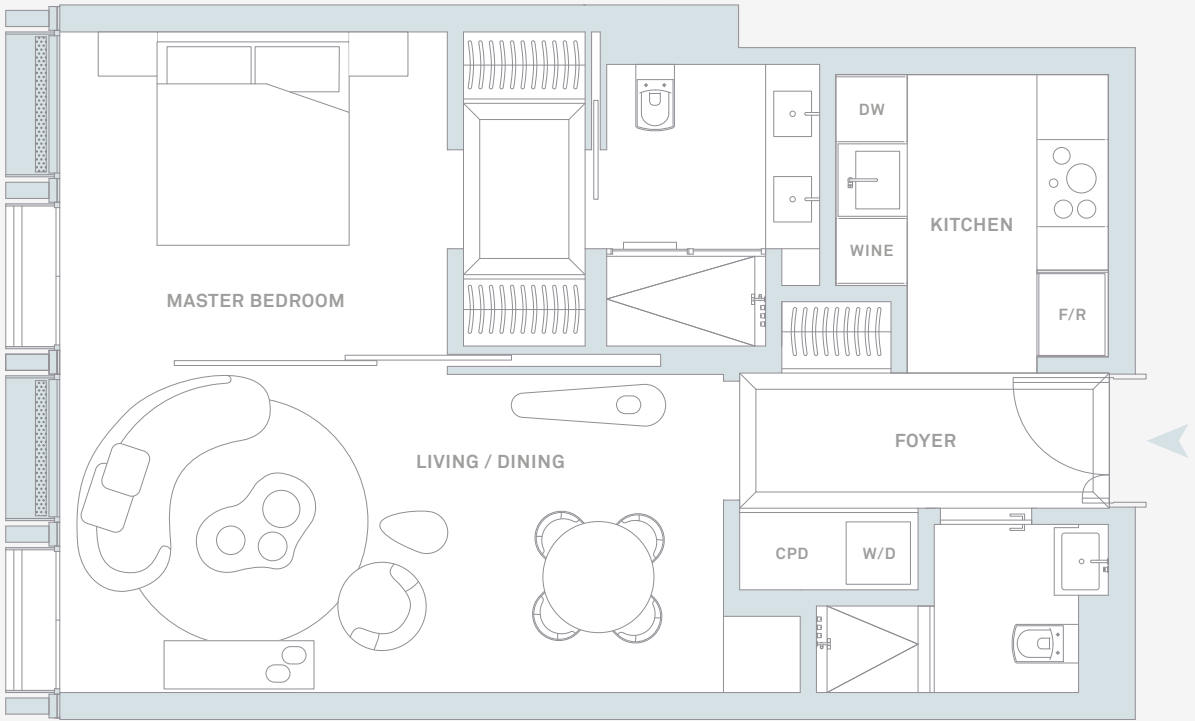 DW
KITCHEN
WINE
MASTER BEDROOM
F/R
FOYER
LIVING / DINING
CPD
W/D